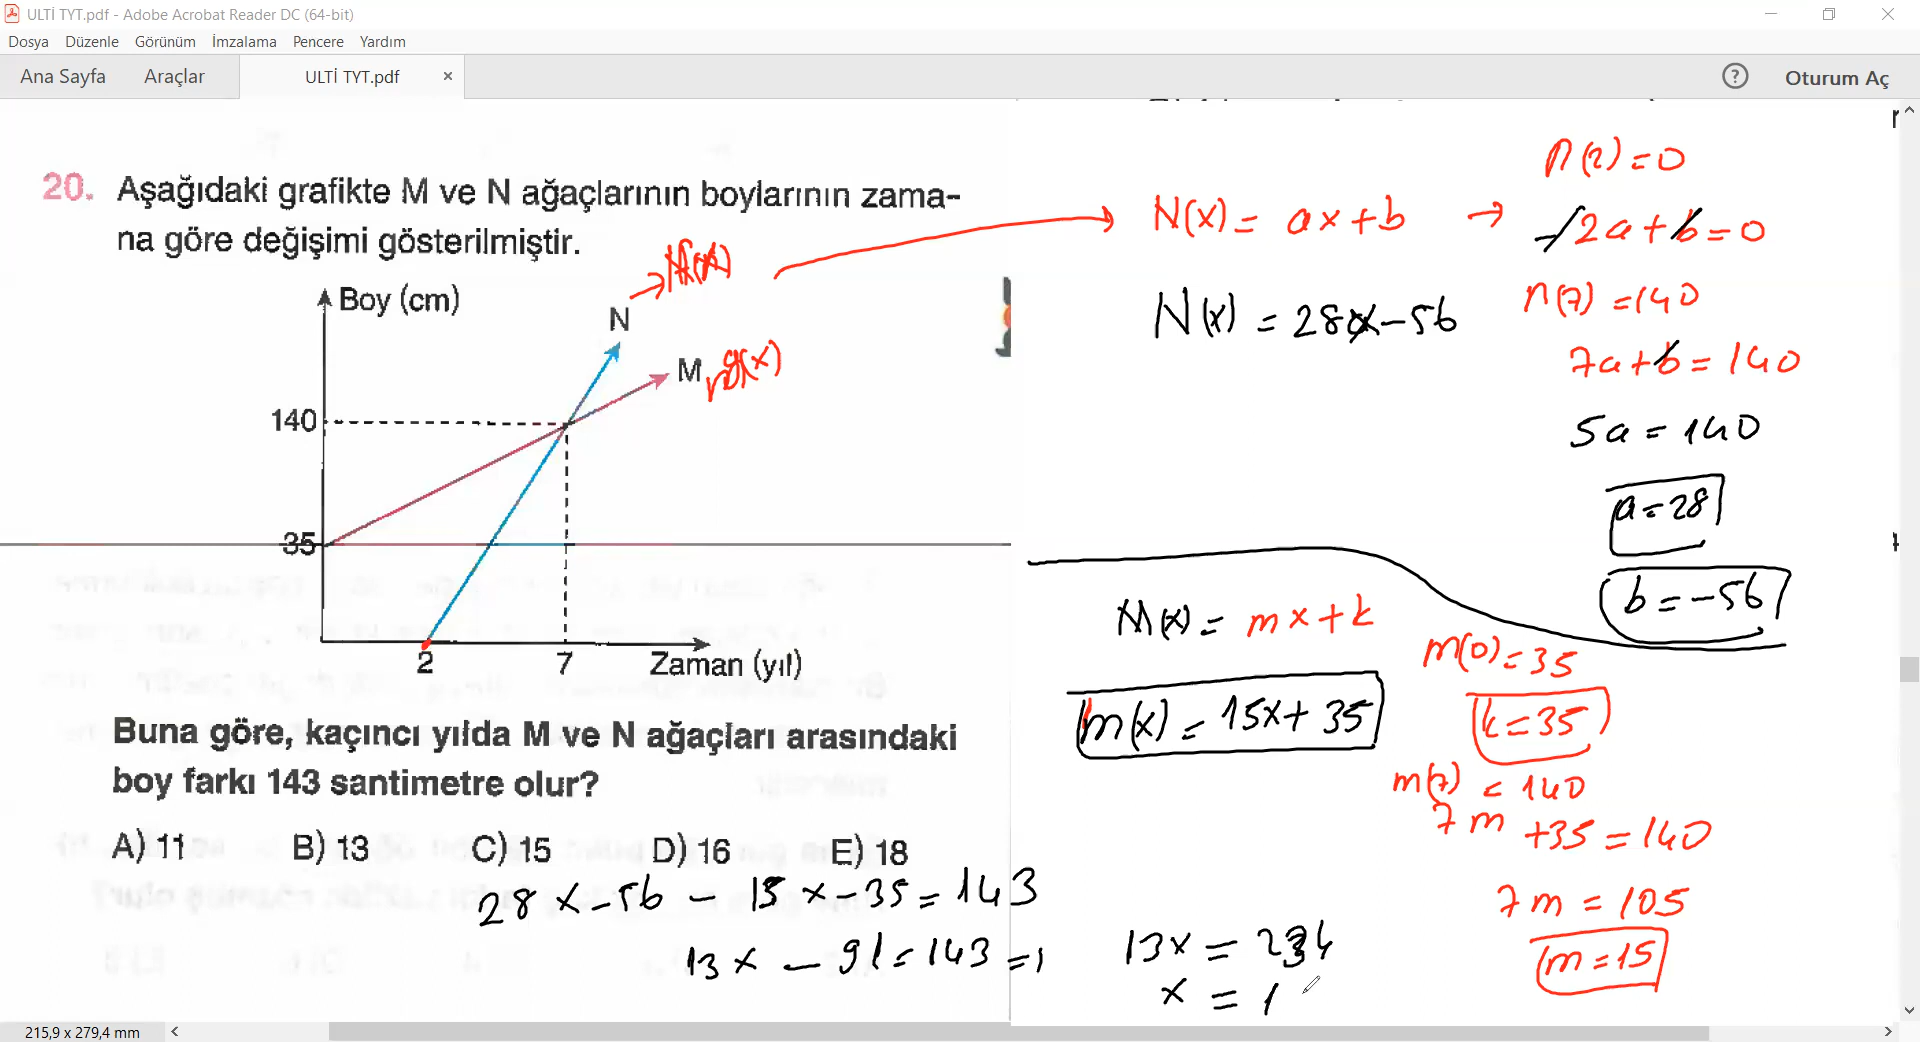 ULTİ TYT.pdf - Adobe Acrobat Reader DC (64-bit)
Dosya Düzenle Görünüm İmzalama Pencere Yardım
Ana Sayfa Araçlar ULTİ TYT.pdf × ? Oturum Aç
20. Aşağıdaki grafikte M ve N ağaçlarının boylarının zama-
na göre değişimi gösterilmiştir.
Boy (cm)
N
M
140
35
2 7 Zaman (yıl)
Buna göre, kaçıncı yılda M ve N ağaçları arasındaki
boy farkı 143 santimetre olur?
A) 11 B) 13 C) 15 D) 16 E) 18
28x-56 - 15x-35=143
13x - 91=143
N(x)= ax+b
N(x) = 28x-56
n(2)=0
2a+b=0
n(7)=140
7a+b=140
5a=140
a=28
b=-56
M(x)= mx+k
m(x)=15x+35
m(0)=35
k=35
m(7)=140
7m+35=140
7m=105
m=15
13x=234
x=1
215,9 x 279,4 mm